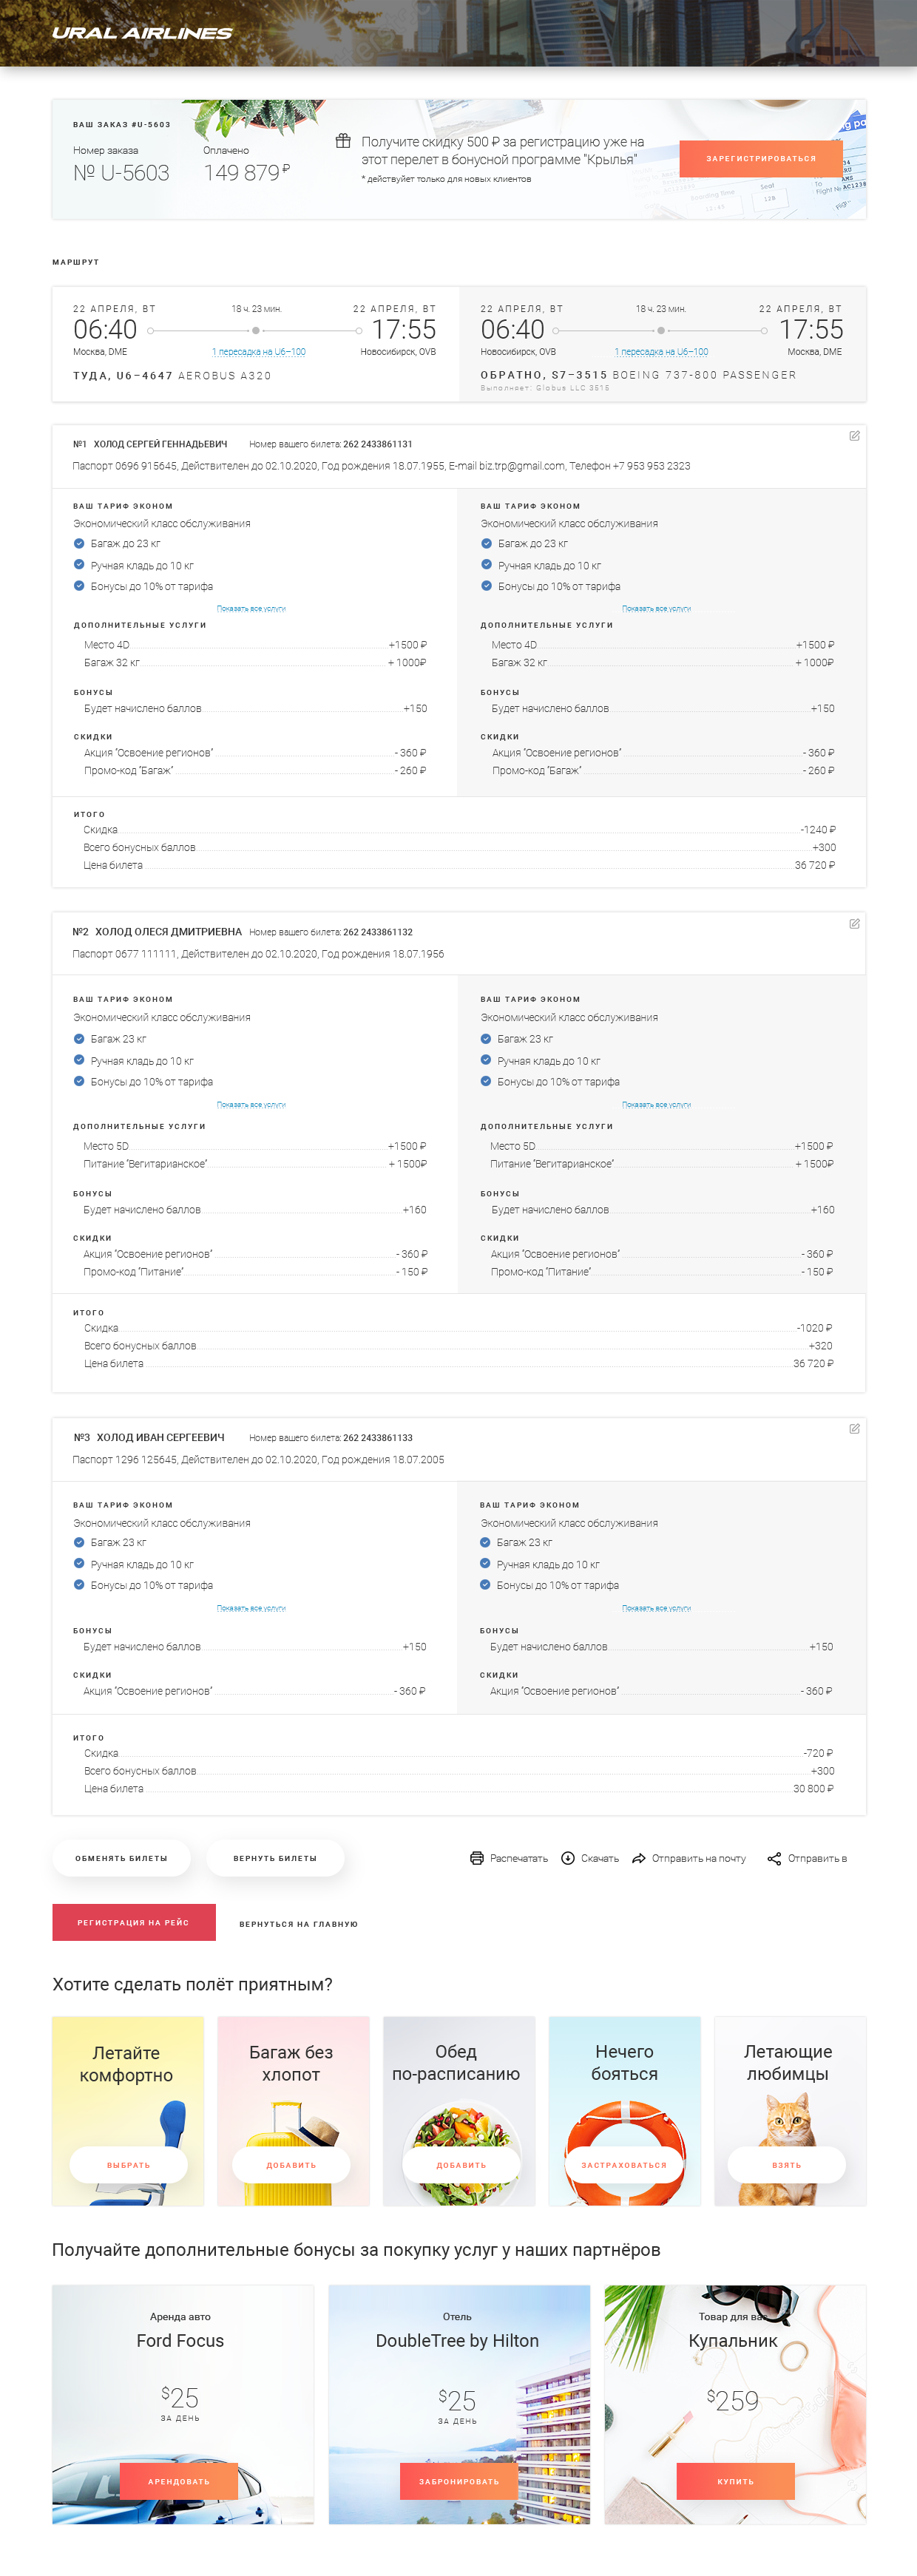 URAL AIRLINES
ВАШ ЗАКАЗ #U-5603
Номер заказа
№ U-5603
Оплачено
149 879 ₽
Получите скидку 500 ₽ за регистрацию уже на
этот перелет в бонусной программе "Крылья"
* действуйет только для новых клиентов
ЗАРЕГИСТРИРОВАТЬСЯ
МАРШРУТ
22 АПРЕЛЯ, ВТ 18 ч. 23 мин. 22 АПРЕЛЯ, ВТ
06:40 17:55
Москва, DME 1 пересадка на U6–100 Новосибирск, OVB
ТУДА, U6–4647 AEROBUS A320
22 АПРЕЛЯ, ВТ 18 ч. 23 мин. 22 АПРЕЛЯ, ВТ
06:40 17:55
Новосибирск, OVB 1 пересадка на U6–100 Москва, DME
ОБРАТНО, S7–3515 BOEING 737-800 PASSENGER
Выполняет: Globus LLC 3515
№1 ХОЛОД СЕРГЕЙ ГЕННАДЬЕВИЧ Номер вашего билета: 262 2433861131
Паспорт 0696 915645, Действителен до 02.10.2020, Год рождения 18.07.1955, E-mail biz.trp@gmail.com, Телефон +7 953 953 2323
ВАШ ТАРИФ ЭКОНОМ
Экономический класс обслуживания
Багаж до 23 кг
Ручная кладь до 10 кг
Бонусы до 10% от тарифа
Показать все услуги
ДОПОЛНИТЕЛЬНЫЕ УСЛУГИ
Место 4D +1500 ₽
Багаж 32 кг + 1000₽
БОНУСЫ
Будет начислено баллов +150
СКИДКИ
Акция "Освоение регионов" - 360 ₽
Промо-код "Багаж" - 260 ₽
ВАШ ТАРИФ ЭКОНОМ
Экономический класс обслуживания
Багаж до 23 кг
Ручная кладь до 10 кг
Бонусы до 10% от тарифа
Показать все услуги
ДОПОЛНИТЕЛЬНЫЕ УСЛУГИ
Место 4D +1500 ₽
Багаж 32 кг + 1000₽
БОНУСЫ
Будет начислено баллов +150
СКИДКИ
Акция "Освоение регионов" - 360 ₽
Промо-код "Багаж" - 260 ₽
ИТОГО
Скидка -1240 ₽
Всего бонусных баллов +300
Цена билета 36 720 ₽
№2 ХОЛОД ОЛЕСЯ ДМИТРИЕВНА Номер вашего билета: 262 2433861132
Паспорт 0677 111111, Действителен до 02.10.2020, Год рождения 18.07.1956
ВАШ ТАРИФ ЭКОНОМ
Экономический класс обслуживания
Багаж 23 кг
Ручная кладь до 10 кг
Бонусы до 10% от тарифа
Показать все услуги
ДОПОЛНИТЕЛЬНЫЕ УСЛУГИ
Место 5D +1500 ₽
Питание "Вегитарианское" + 1500₽
БОНУСЫ
Будет начислено баллов +160
СКИДКИ
Акция "Освоение регионов" - 360 ₽
Промо-код "Питание" - 150 ₽
ВАШ ТАРИФ ЭКОНОМ
Экономический класс обслуживания
Багаж 23 кг
Ручная кладь до 10 кг
Бонусы до 10% от тарифа
Показать все услуги
ДОПОЛНИТЕЛЬНЫЕ УСЛУГИ
Место 5D +1500 ₽
Питание "Вегитарианское" + 1500₽
БОНУСЫ
Будет начислено баллов +160
СКИДКИ
Акция "Освоение регионов" - 360 ₽
Промо-код "Питание" - 150 ₽
ИТОГО
Скидка -1020 ₽
Всего бонусных баллов +320
Цена билета 36 720 ₽
№3 ХОЛОД ИВАН СЕРГЕЕВИЧ Номер вашего билета: 262 2433861133
Паспорт 1296 125645, Действителен до 02.10.2020, Год рождения 18.07.2005
ВАШ ТАРИФ ЭКОНОМ
Экономический класс обслуживания
Багаж 23 кг
Ручная кладь до 10 кг
Бонусы до 10% от тарифа
Показать все услуги
БОНУСЫ
Будет начислено баллов +150
СКИДКИ
Акция "Освоение регионов" - 360 ₽
ВАШ ТАРИФ ЭКОНОМ
Экономический класс обслуживания
Багаж 23 кг
Ручная кладь до 10 кг
Бонусы до 10% от тарифа
Показать все услуги
БОНУСЫ
Будет начислено баллов +150
СКИДКИ
Акция "Освоение регионов" - 360 ₽
ИТОГО
Скидка -720 ₽
Всего бонусных баллов +300
Цена билета 30 800 ₽
ОБМЕНЯТЬ БИЛЕТЫ ВЕРНУТЬ БИЛЕТЫ Распечатать Скачать Отправить на почту Отправить в
РЕГИСТРАЦИЯ НА РЕЙС ВЕРНУТЬСЯ НА ГЛАВНУЮ
Хотите сделать полёт приятным?
Летайте
комфортно
ВЫБРАТЬ
Багаж без
хлопот
ДОБАВИТЬ
Обед
по-расписанию
ДОБАВИТЬ
Нечего
бояться
ЗАСТРАХОВАТЬСЯ
Летающие
любимцы
ВЗЯТЬ
Получайте дополнительные бонусы за покупку услуг у наших партнёров
Аренда авто
Ford Focus
$25
ЗА ДЕНЬ
АРЕНДОВАТЬ
Отель
DoubleTree by Hilton
$25
ЗА ДЕНЬ
ЗАБРОНИРОВАТЬ
Товар для вас
Купальник
$259
КУПИТЬ